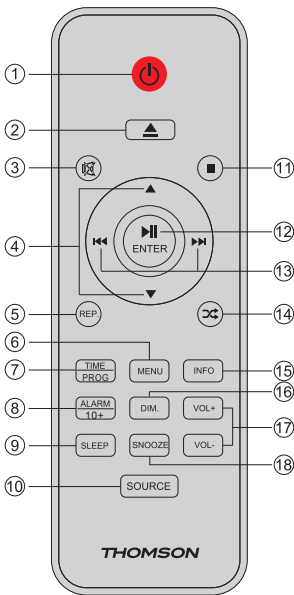 1
2
3
11
4
12
ENTER
13
5
REP.
14
6
7
TIME
PROG
MENU
INFO
15
16
8
ALARM
10+
DIM.
VOL+
17
9
SLEEP
SNOOZE
VOL-
18
10
SOURCE
THOMSON